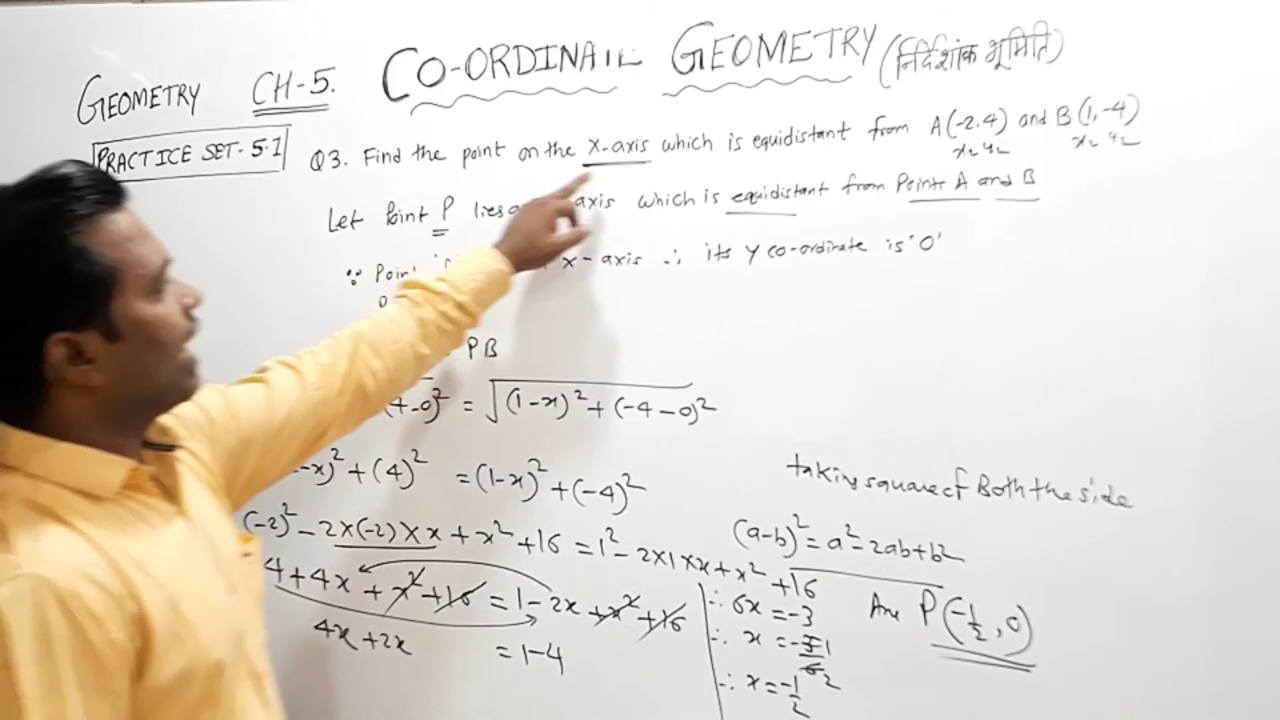 GEOMETRY CH-5. CO-ORDINATE GEOMETRY (निर्देशांक भूमिति)
PRACTICE SET-5.1
Q3. Find the point on the X-axis which is equidistant from A(-2,4) and B(1,-4)
x₂ y₂ x₂ y₂
Let Point P lies axis which is equidistant from Points A and B
∵ Point x-axis ∴ its y co-ordinate is '0'
PB
(4-0)² = √(1-x)²+(-4-0)²
-x)²+(4)² =(1-x)²+(-4)²
taking square of Both the side
(-2)²-2×(-2)×x+x²+16 =1²-2×1×x+x²+16
(a-b)²=a²-2ab+b²
4+4x+x²+16=1-2x+x²+16
4x+2x =1-4
∴ 6x=-3
∴ x=-3/6 1 2
∴ x=-1/2
Ans P(-1/2,0)